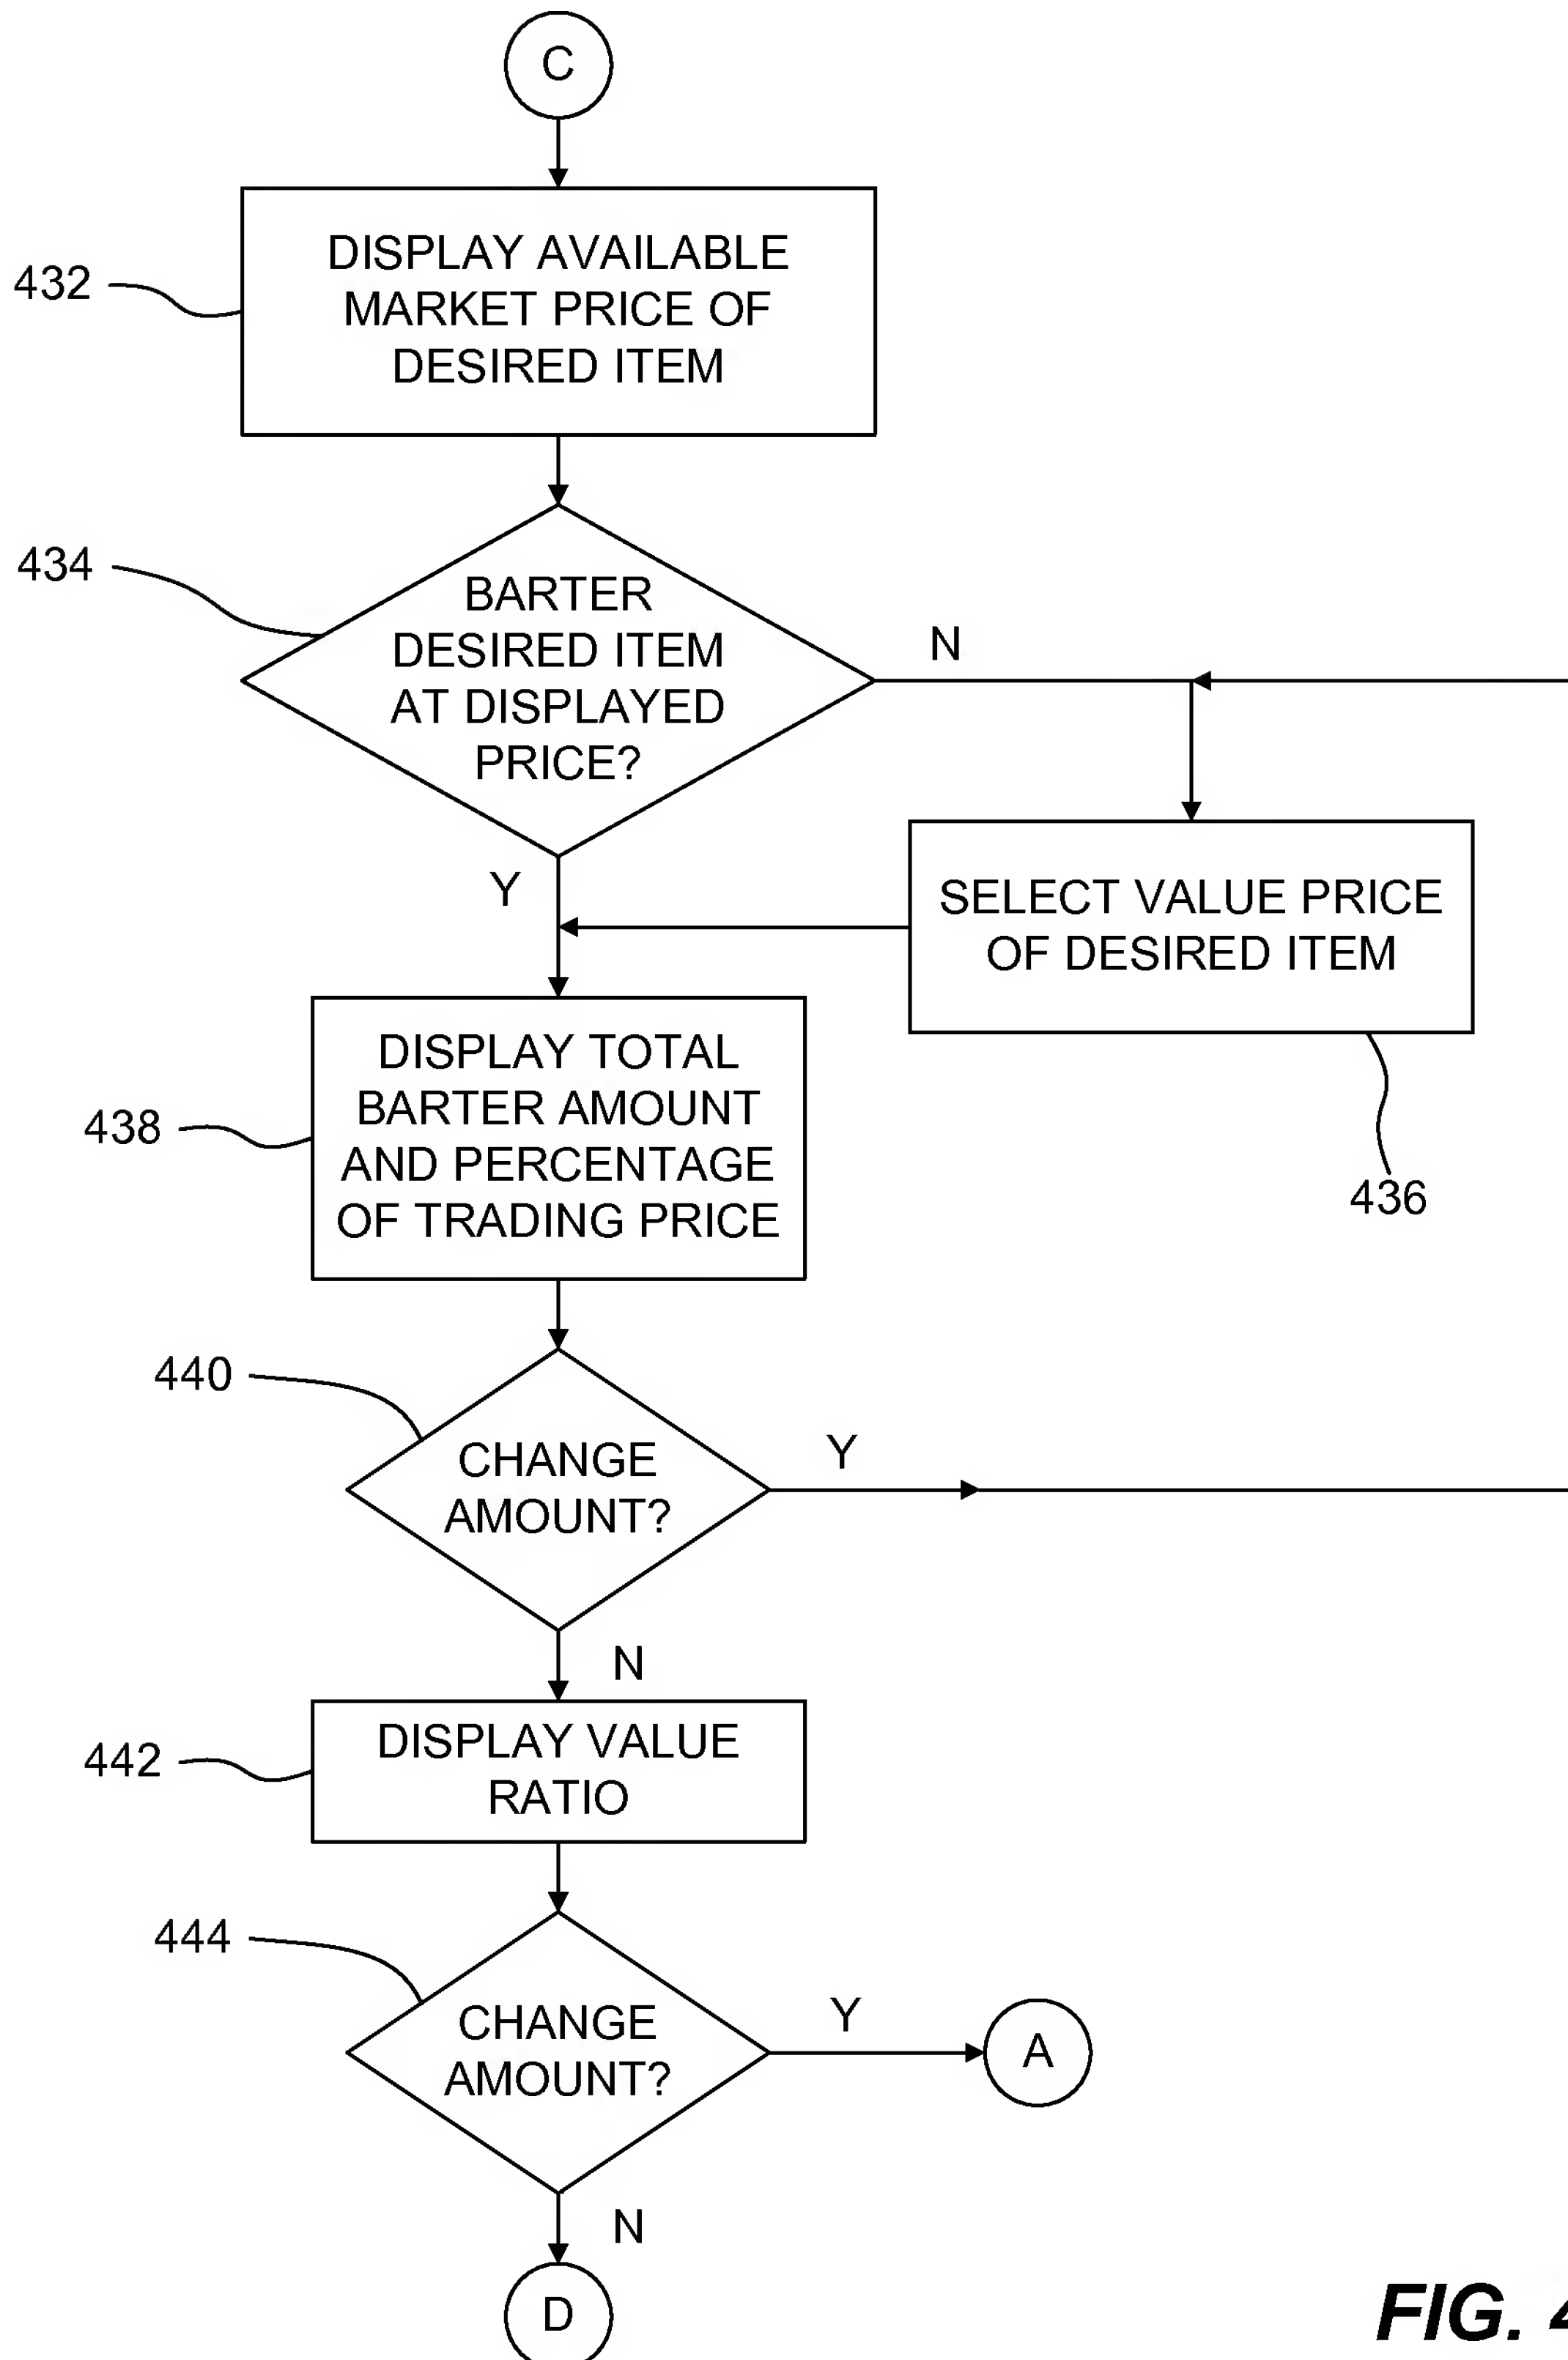 C
432
DISPLAY AVAILABLE
MARKET PRICE OF
DESIRED ITEM
434
BARTER
DESIRED ITEM
AT DISPLAYED
PRICE?
N
Y
SELECT VALUE PRICE
OF DESIRED ITEM
436
438
DISPLAY TOTAL
BARTER AMOUNT
AND PERCENTAGE
OF TRADING PRICE
440
CHANGE
AMOUNT?
Y
N
442
DISPLAY VALUE
RATIO
444
CHANGE
AMOUNT?
Y
A
N
D
FIG.